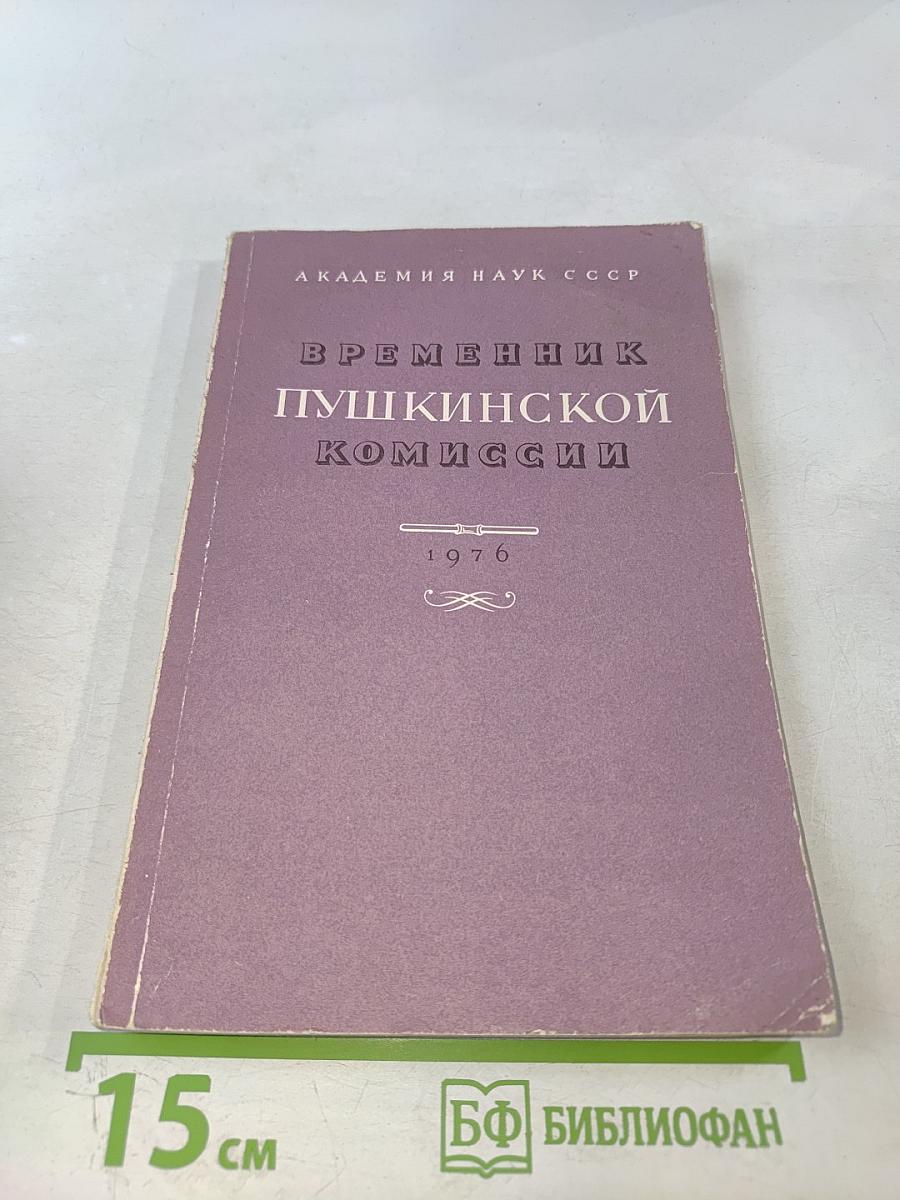 АКАДЕМИЯ НАУК СССР
ВРЕМЕННИК
ПУШКИНСКОЙ
КОМИССИИ
1976
15 см
БФ БИБЛИОФАН